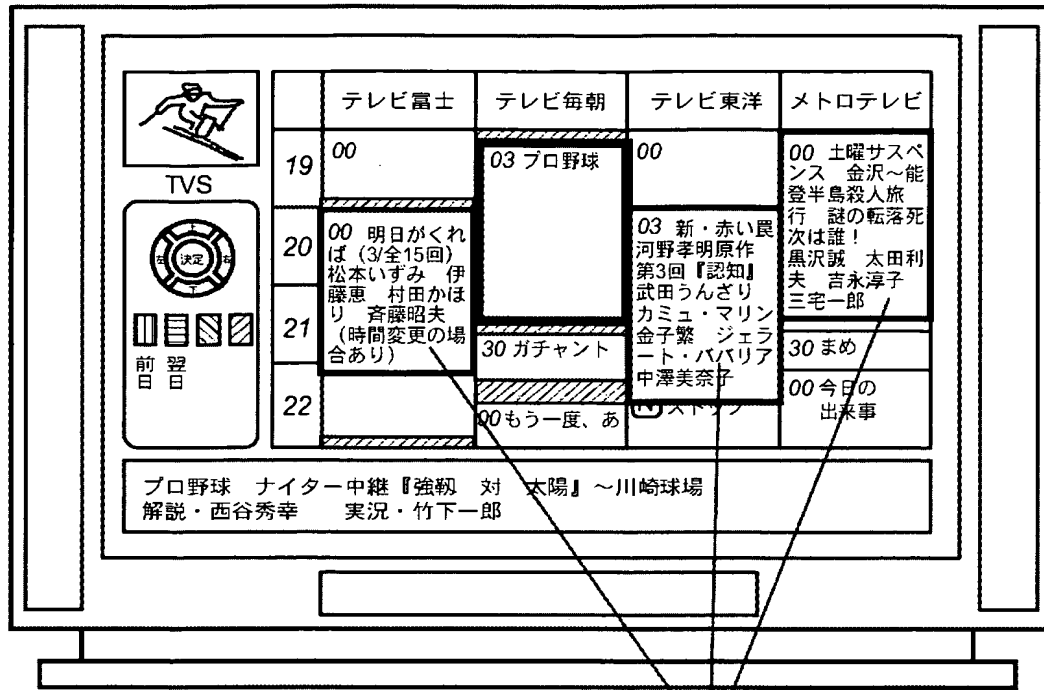 テレビ富士 テレビ毎朝 テレビ東洋 メトロテレビ
TVS
上
左 決定 右
下
前日 翌日
19
20
21
22
00
00 明日がくれ
ば（3/全15回）
松本いずみ 伊
藤恵 村田かほ
り 斉藤昭夫
（時間変更の場
合あり）
03 プロ野球
30 ガチャント
00もう一度、あ
00
03 新・赤い罠
河野孝明原作
第3回『認知』
武田うんざり
カミュ・マリン
金子繁 ジェラ
ート・ババリア
中澤美奈子
ストップ
00 土曜サスペ
ンス 金沢～能
登半島殺人旅
行 謎の転落死
次は誰！
黒沢誠 太田利
夫 吉永淳子
三宅一郎
30 まめ
00 今日の
出来事
プロ野球 ナイター中継『強靱 対 太陽』～川崎球場
解説・西谷秀幸 実況・竹下一郎